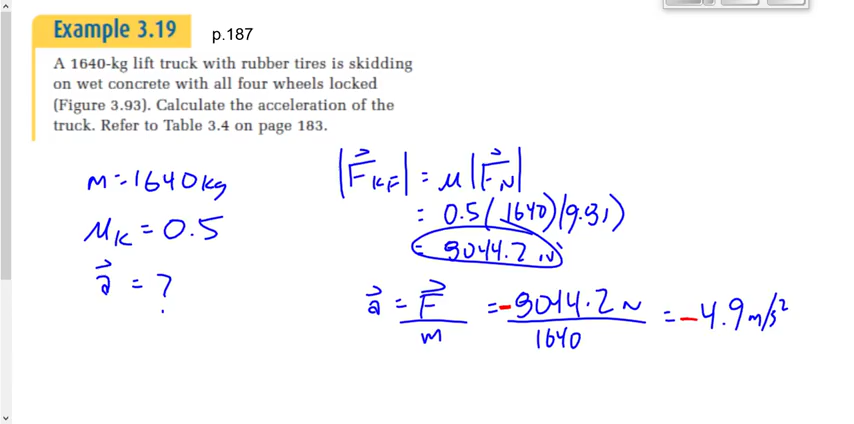 Example 3.19 p.187
A 1640-kg lift truck with rubber tires is skidding
on wet concrete with all four wheels locked
(Figure 3.93). Calculate the acceleration of the
truck. Refer to Table 3.4 on page 183.
m = 1640 kg
μK = 0.5
a⃗ = ?
|F⃗KF| = μ|F⃗N|
= 0.5(1640)(9.81)
= 8044.2 N
a⃗ = F⃗/m = -8044.2 N/1640 = -4.9 m/s²